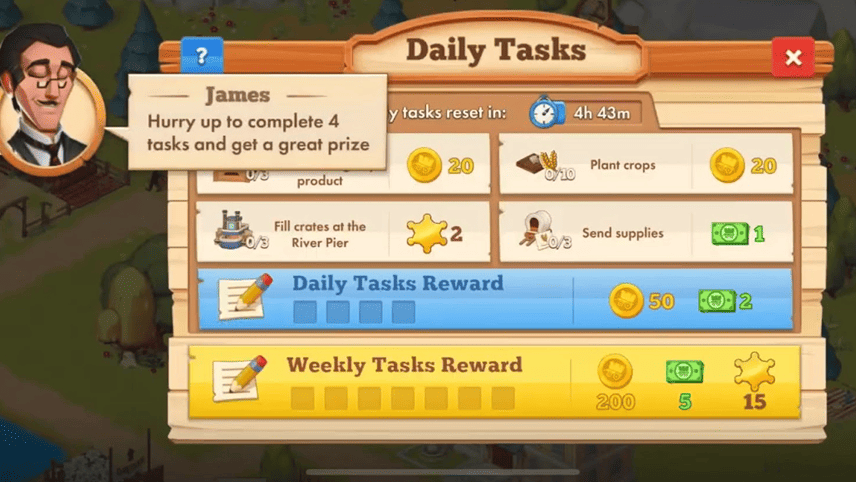 Daily Tasks
?
James
Hurry up to complete 4
tasks and get a great prize
tasks reset in:
4h 43m
0/3
product
20
0/10
Plant crops
20
0/3
Fill crates at the
River Pier
2
0/3
Send supplies
1
Daily Tasks Reward
50
2
Weekly Tasks Reward
200
5
15